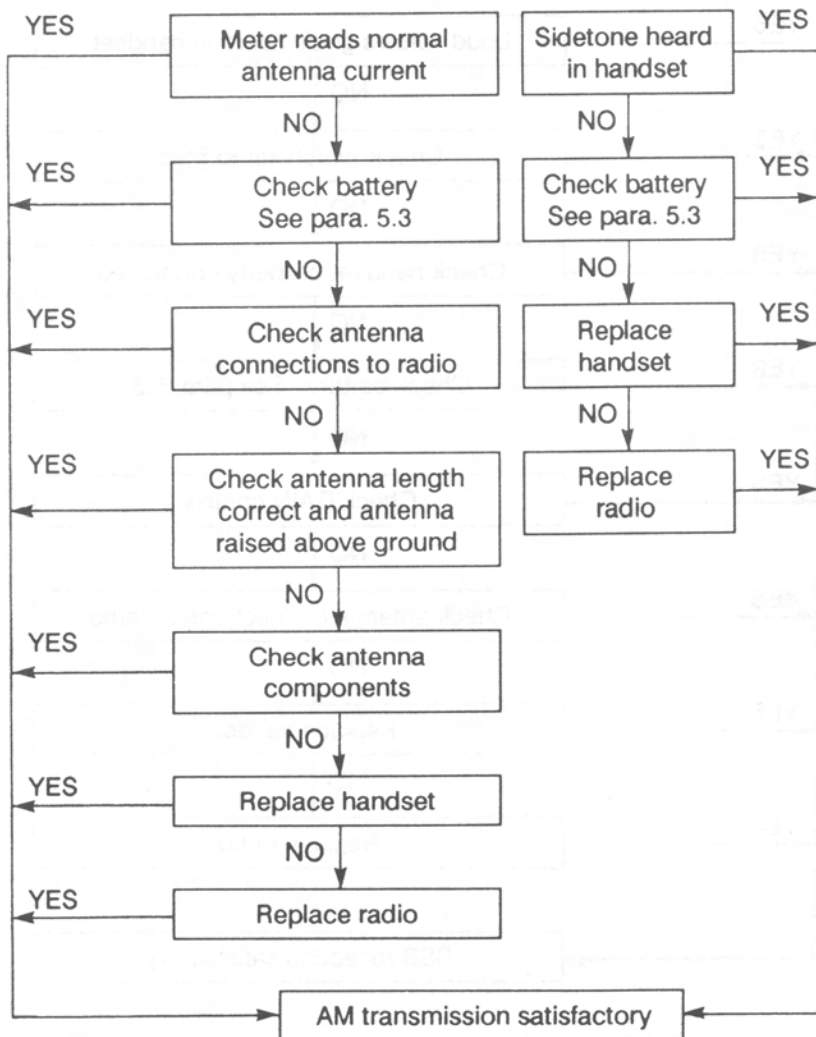 YES
Meter reads normal
antenna current
NO
YES
Check battery
See para. 5.3
NO
YES
Check antenna
connections to radio
NO
YES
Check antenna length
correct and antenna
raised above ground
NO
YES
Check antenna
components
NO
YES
Replace handset
NO
YES
Replace radio
YES
Sidetone heard
in handset
NO
YES
Check battery
See para. 5.3
NO
YES
Replace
handset
NO
YES
Replace
radio
AM transmission satisfactory